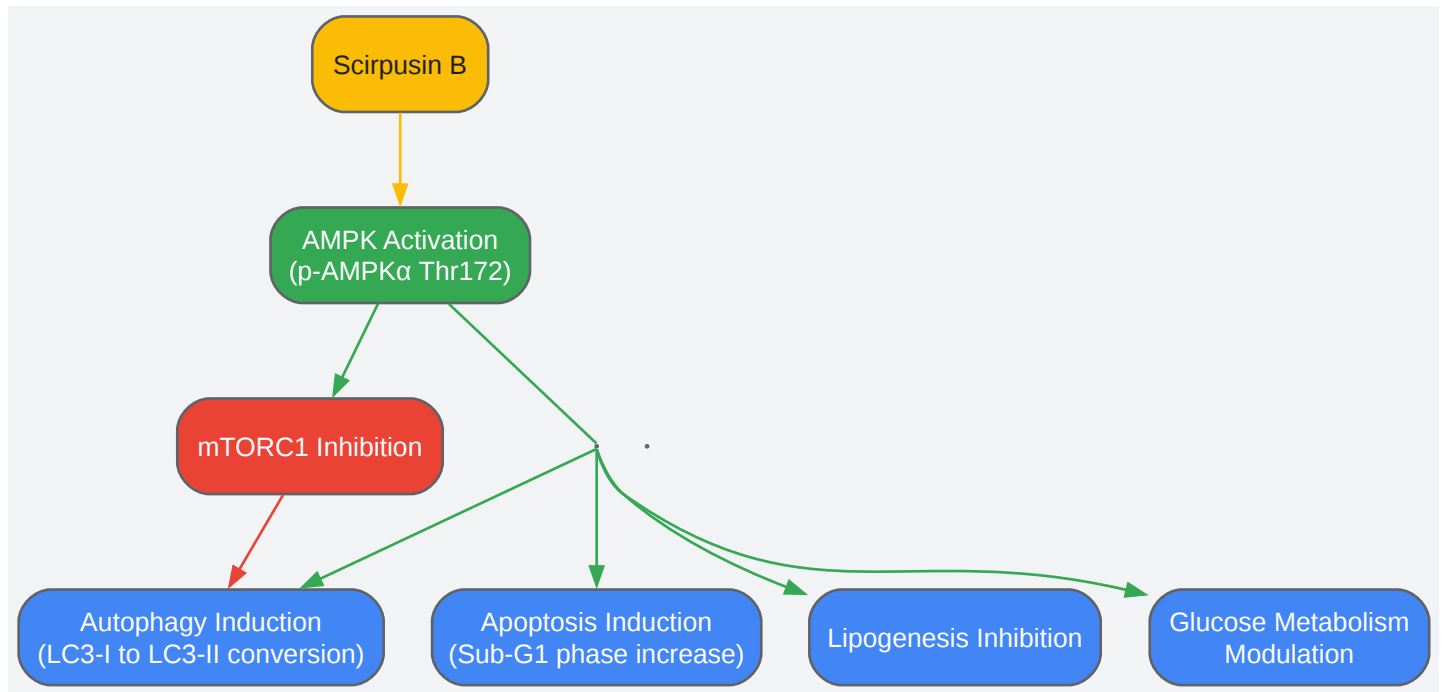 Scirpusin B
AMPK Activation
(p-AMPKα Thr172)
mTORC1 Inhibition
Autophagy Induction
(LC3-I to LC3-II conversion)
Apoptosis Induction
(Sub-G1 phase increase)
Lipogenesis Inhibition
Glucose Metabolism
Modulation